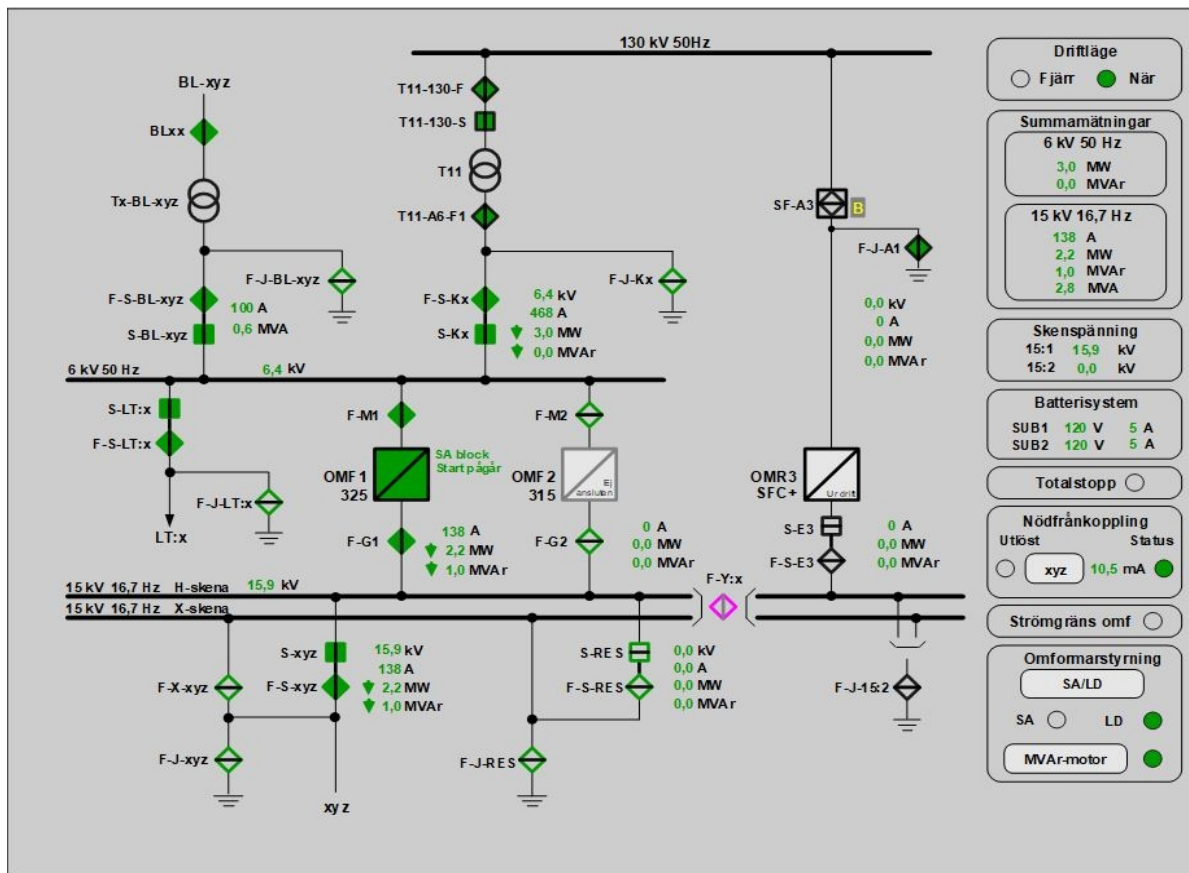 130 kV 50Hz
BL-xyz
BLxx
Tx-BL-xyz
F-J-BL-xyz
F-S-BL-xyz
100 A
S-BL-xyz
0,6 MVA
T11-130-F
T11-130-S
T11
T11-A6-F1
F-J-Kx
F-S-Kx
6,4 kV
468 A
S-Kx
3,0 MW
0,0 MVAr
SF-A3
B
F-J-A1
0,0 kV
0 A
0,0 MW
0,0 MVAr
6 kV 50 Hz
6,4 kV
S-LT:x
F-S-LT:x
F-J-LT:x
LT:x
F-M1
SA block
Start pågår
OMF1
325
F-G1
138 A
2,2 MW
1,0 MVAr
F-M2
OMF2
315
Ej
ansluten
F-G2
0 A
0,0 MW
0,0 MVAr
OMR3
SFC+
Ur drift
S-E3
F-S-E3
0 A
0,0 MW
0,0 MVAr
F-Y:x
15 kV 16,7 Hz H-skena 15,9 kV
15 kV 16,7 Hz X-skena
S-xyz
F-S-xyz
15,9 kV
138 A
2,2 MW
1,0 MVAr
F-X-xyz
F-J-xyz
xyz
S-RES
F-S-RES
0,0 kV
0,0 A
0,0 MW
0,0 MVAr
F-J-RES
F-J-15:2
Driftläge
Fjärr När
Summamätningar
6 kV 50 Hz
3,0 MW
0,0 MVAr
15 kV 16,7 Hz
138 A
2,2 MW
1,0 MVAr
2,8 MVA
Skenspänning
15:1 15,9 kV
15:2 0,0 kV
Batterisystem
SUB1 120 V 5 A
SUB2 120 V 5 A
Totalstopp
Nödfrånkoppling
Utlöst Status
xyz 10,5 mA
Strömgräns omf
Omformarstyrning
SA/LD
SA LD
MVAr-motor